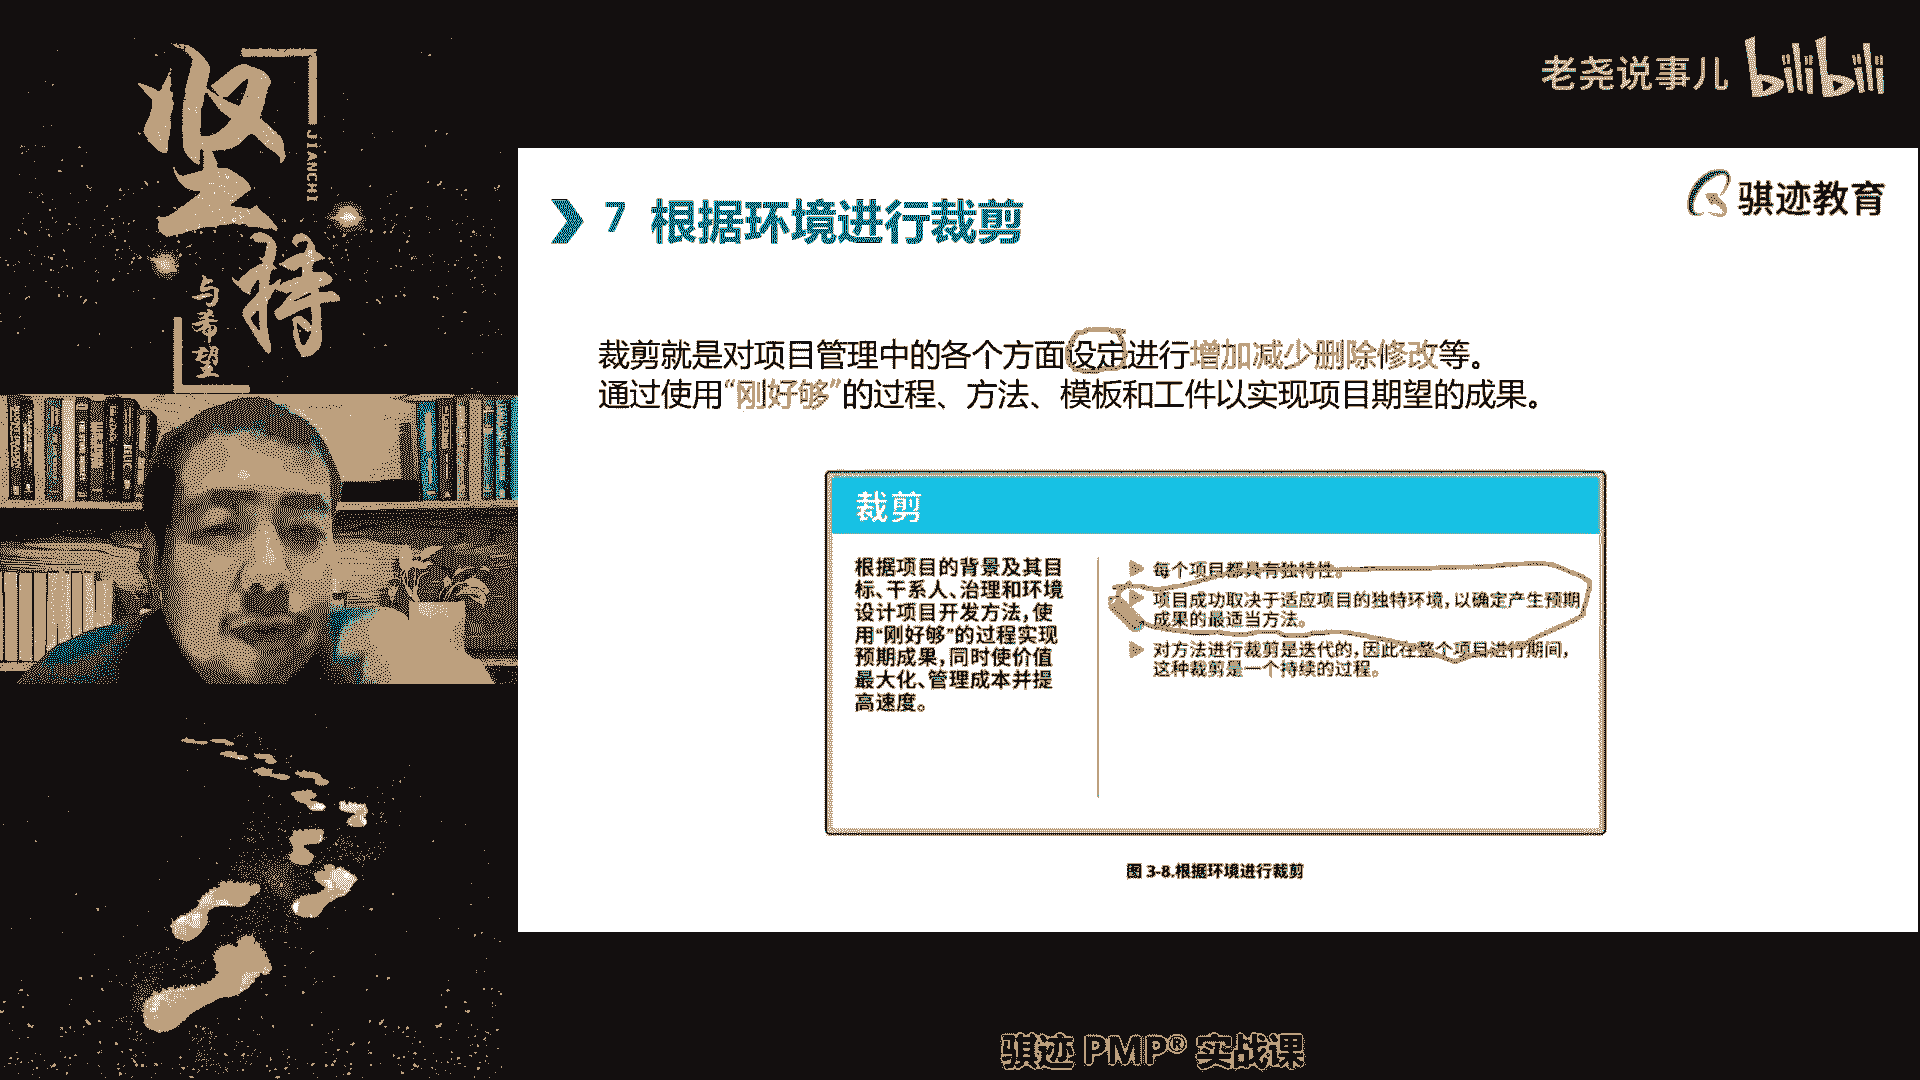 坚持
JIANCHI
与希望
老尧说事儿 bilibili
骐迹教育
7 根据环境进行裁剪
裁剪就是对项目管理中的各个方面设定进行增加减少删除修改等。
通过使用“刚好够”的过程、方法、模板和工件以实现项目期望的成果。
裁剪
根据项目的背景及其目
标、干系人、治理和环境
设计项目开发方法，使
用“刚好够”的过程实现
预期成果，同时使价值
最大化、管理成本并提
高速度。
每个项目都具有独特性。
项目成功取决于适应项目的独特环境，以确定产生预期
成果的最适当方法。
对方法进行裁剪是迭代的，因此在整个项目进行期间，
这种裁剪是一个持续的过程。
图 3-8.根据环境进行裁剪
骐迹 PMP® 实战课